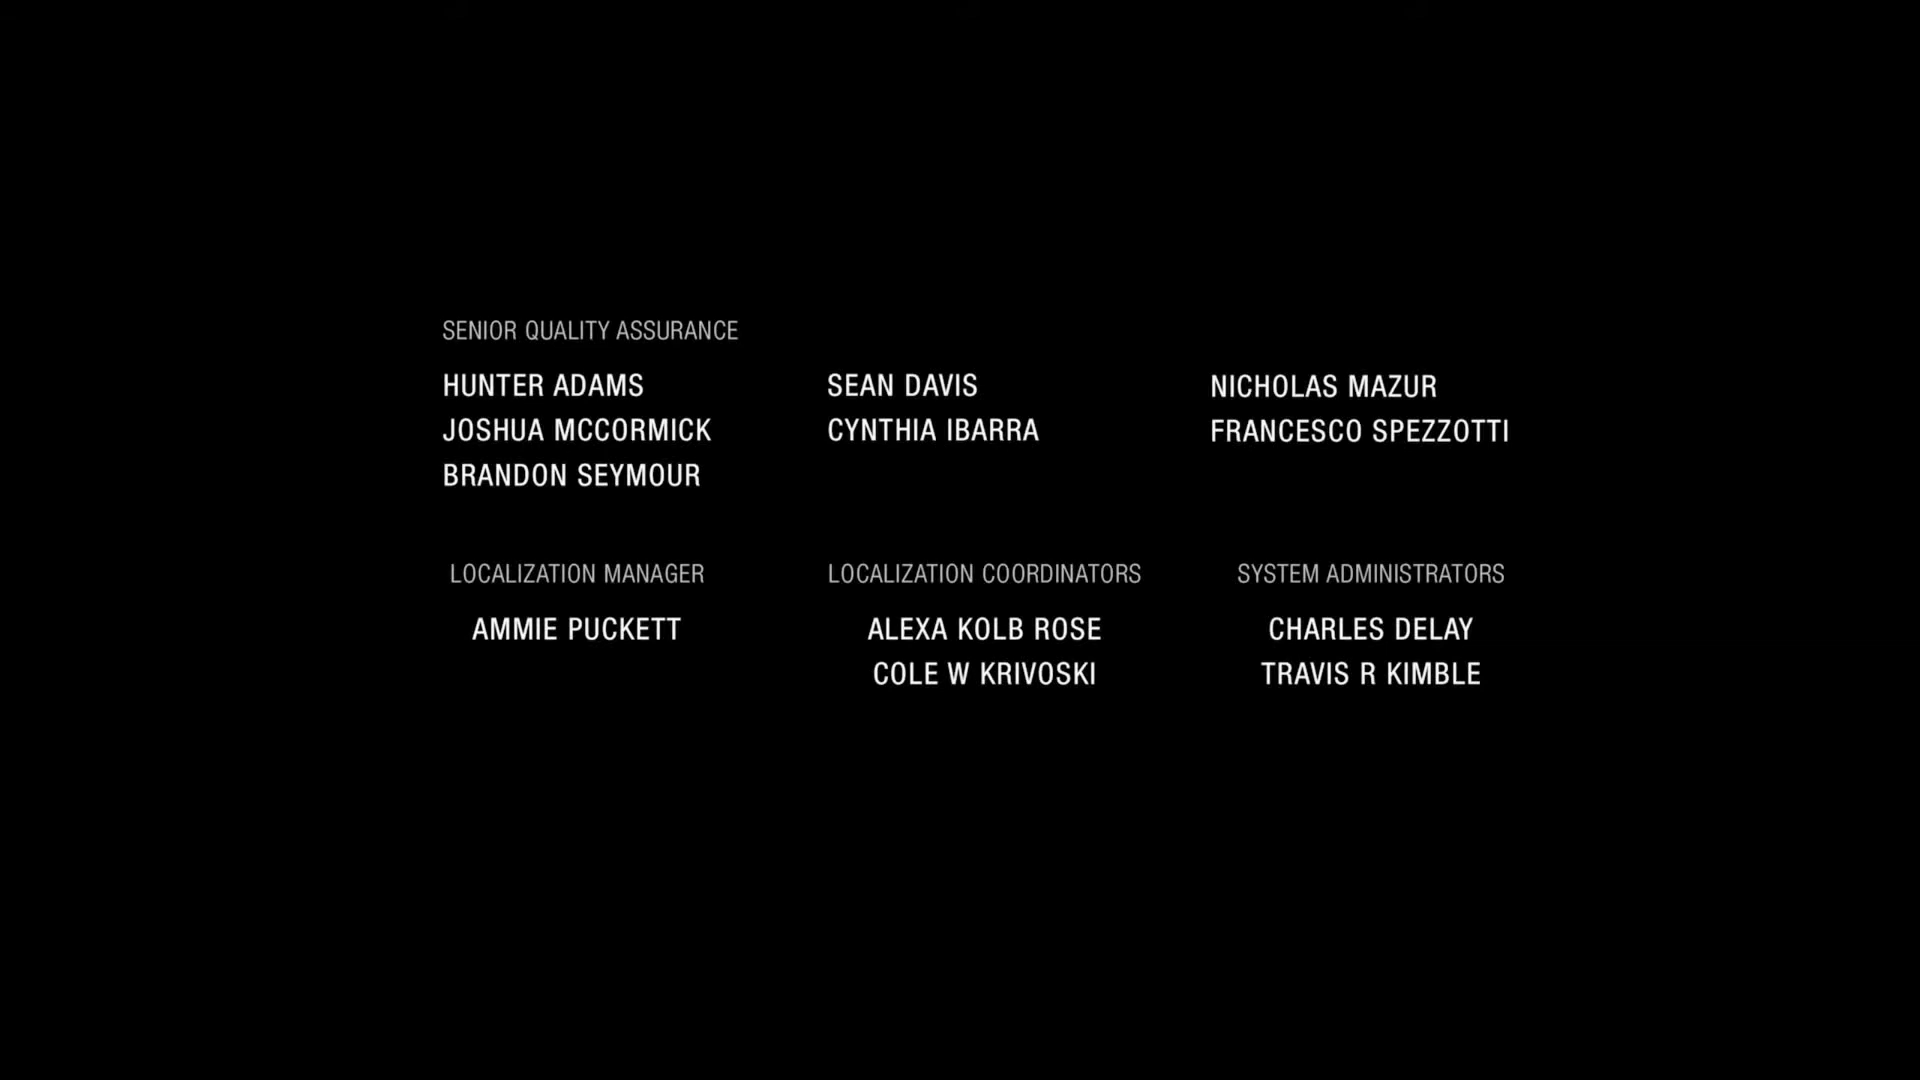 SENIOR QUALITY ASSURANCE
HUNTER ADAMS SEAN DAVIS NICHOLAS MAZUR
JOSHUA MCCORMICK CYNTHIA IBARRA FRANCESCO SPEZZOTTI
BRANDON SEYMOUR
LOCALIZATION MANAGER LOCALIZATION COORDINATORS SYSTEM ADMINISTRATORS
AMMIE PUCKETT ALEXA KOLB ROSE CHARLES DELAY
COLE W KRIVOSKI TRAVIS R KIMBLE